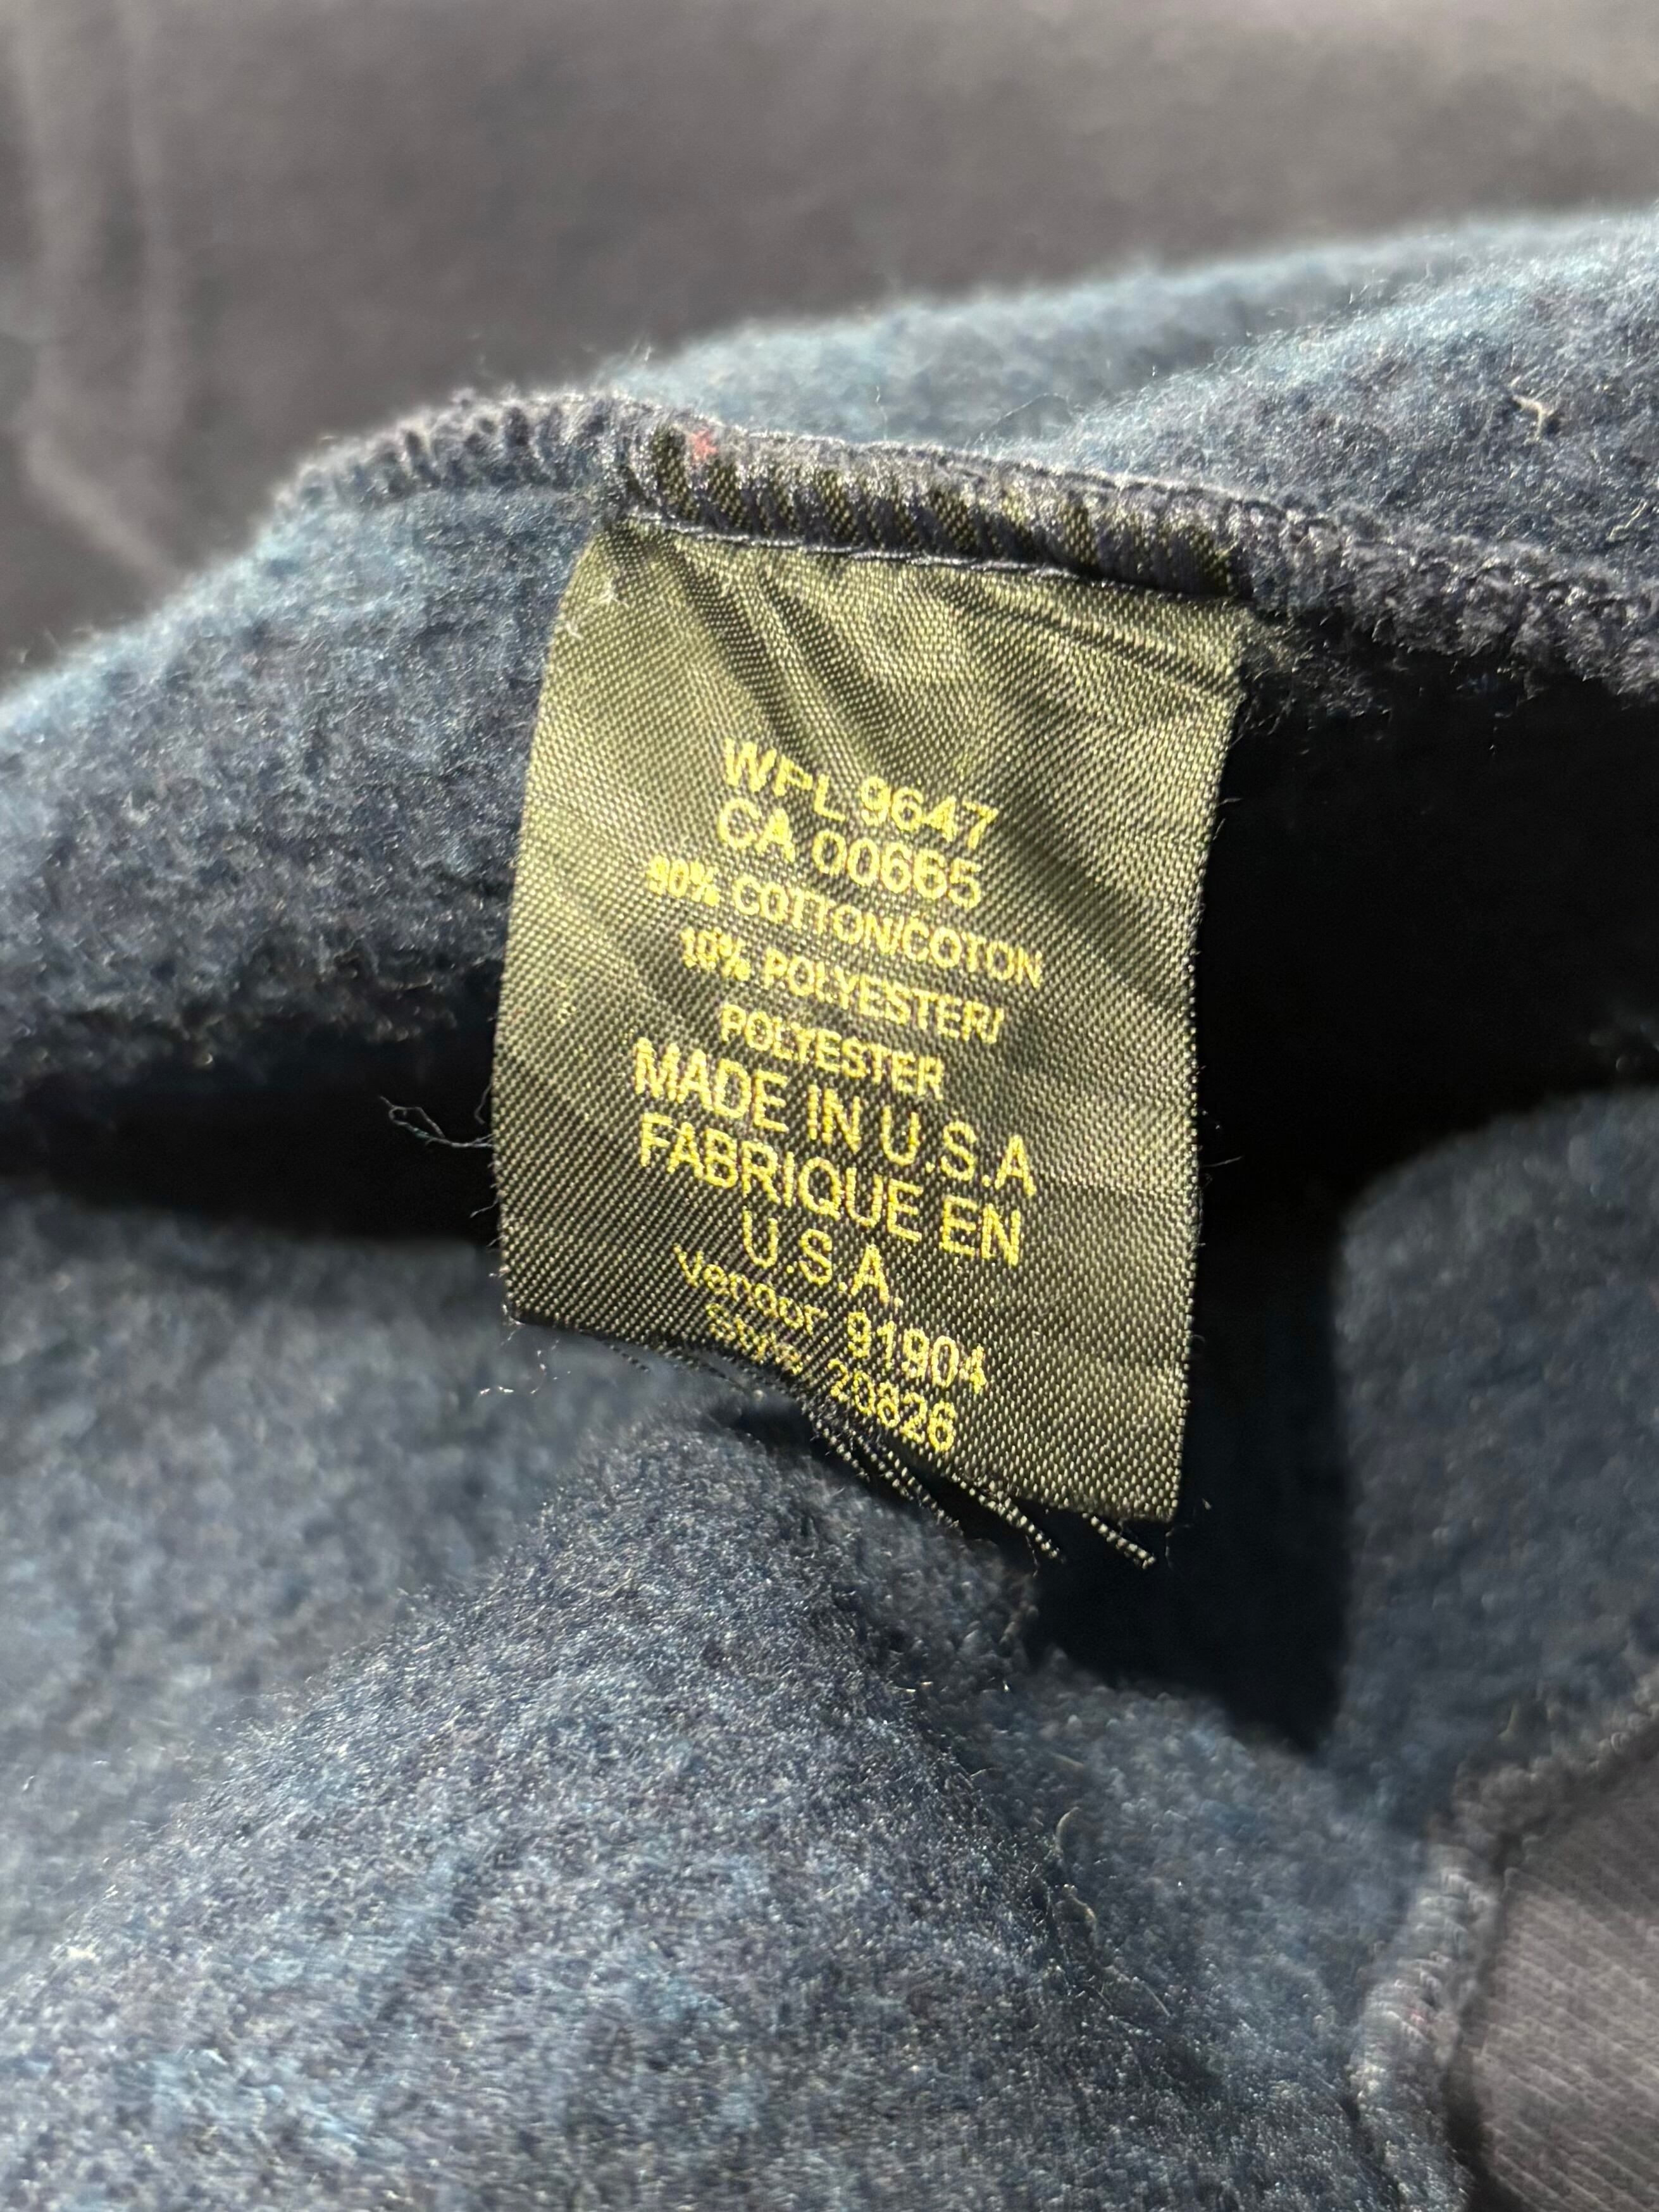 WPL 9647
CA 00665
90% COTTON/COTON
10% POLYESTER/
POLYESTER
MADE IN U.S.A
FABRIQUE EN
U.S.A.
Vendor: 91904
Style: 20826